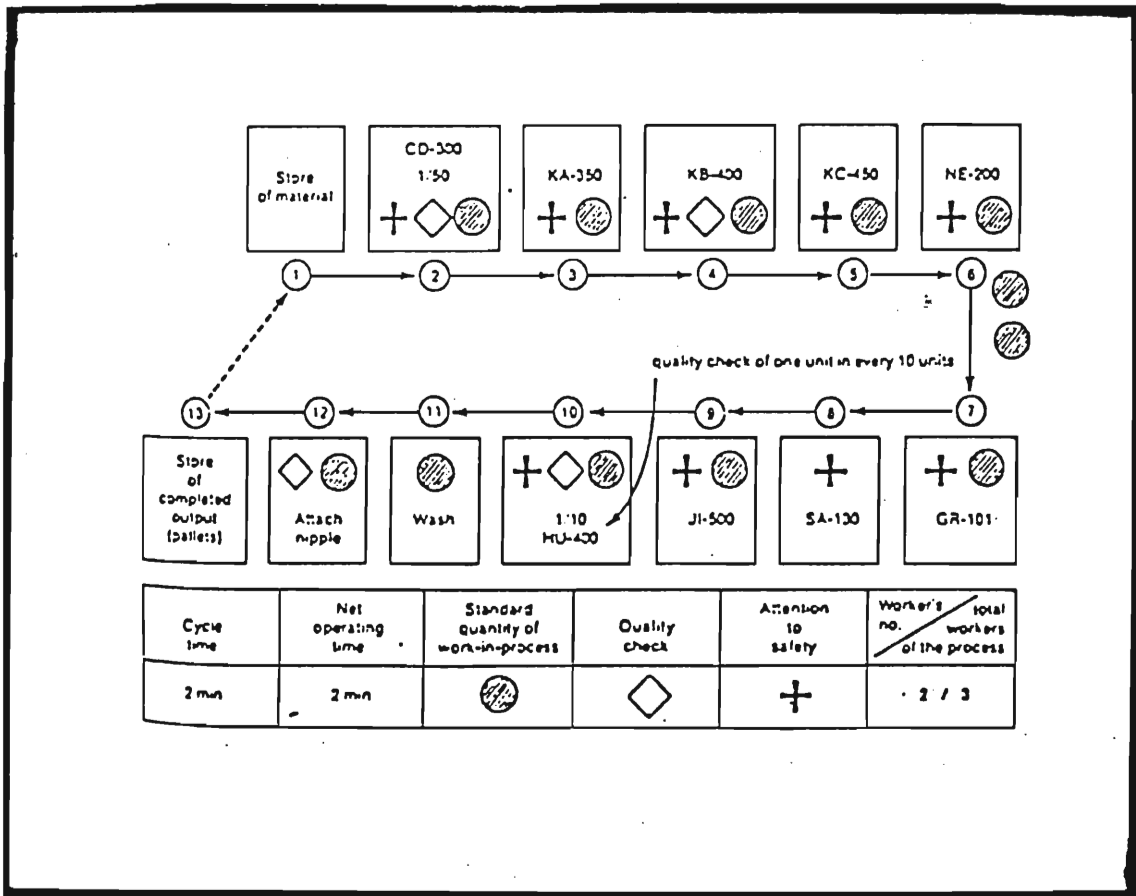 Store
of material
CD-300
1/50
KA-350
KB-400
KC-450
NE-200
1
2
3
4
5
6
quality check of one unit in every 10 units
13
12
11
10
9
8
7
Store
of
completed
output
(pallets)
Attach
nipple
Wash
1/10
HU-400
JI-500
SA-130
GR-101
Cycle
time
Net
operating
time
Standard
quantity of
work-in-process
Quality
check
Attention
to
safety
Worker's
no.
total
workers
of the process
2 min
2 min
2 / 3